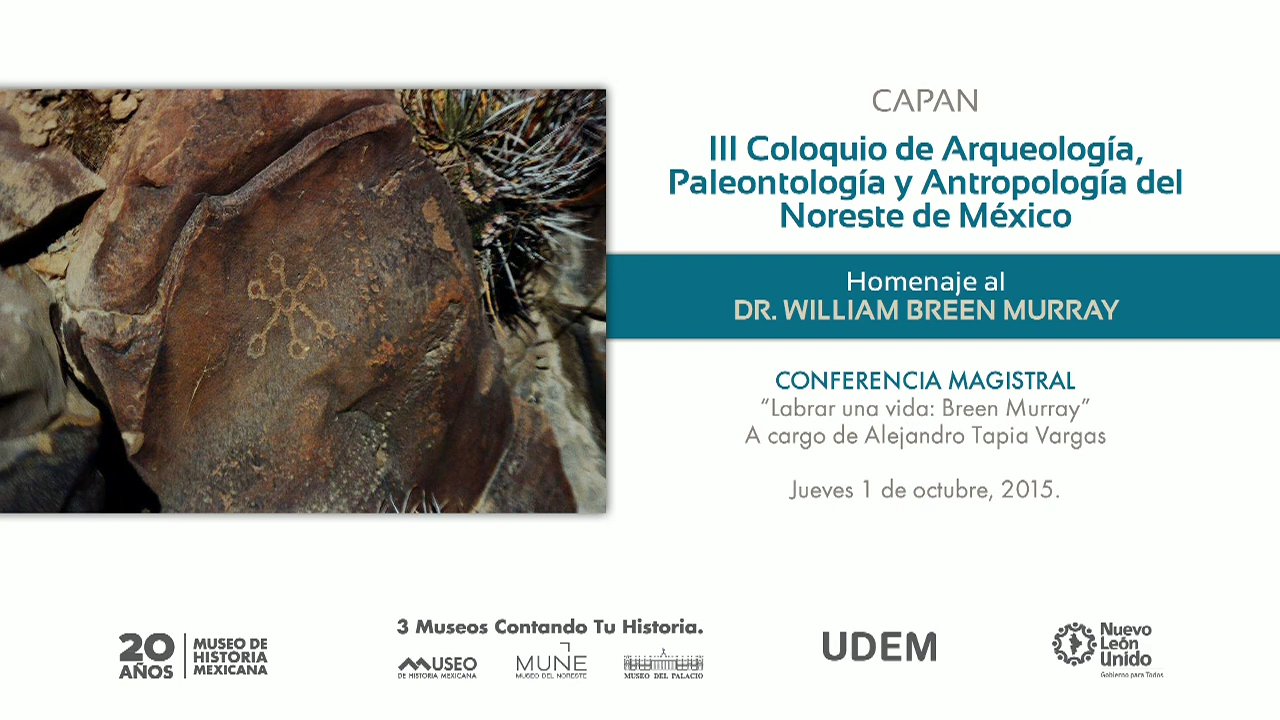 CAPAN
III Coloquio de Arqueología,
Paleontología y Antropología del
Noreste de México
Homenaje al
DR. WILLIAM BREEN MURRAY
CONFERENCIA MAGISTRAL
“Labrar una vida: Breen Murray”
A cargo de Alejandro Tapia Vargas
Jueves 1 de octubre, 2015.
20 AÑOS
MUSEO DE
HISTORIA
MEXICANA
3 Museos Contando Tu Historia.
MUSEO
DE HISTORIA MEXICANA
MUNE
MUSEO DEL NORESTE
MUSEO DEL PALACIO
UDEM
Nuevo
León
Unido
Gobierno para Todos